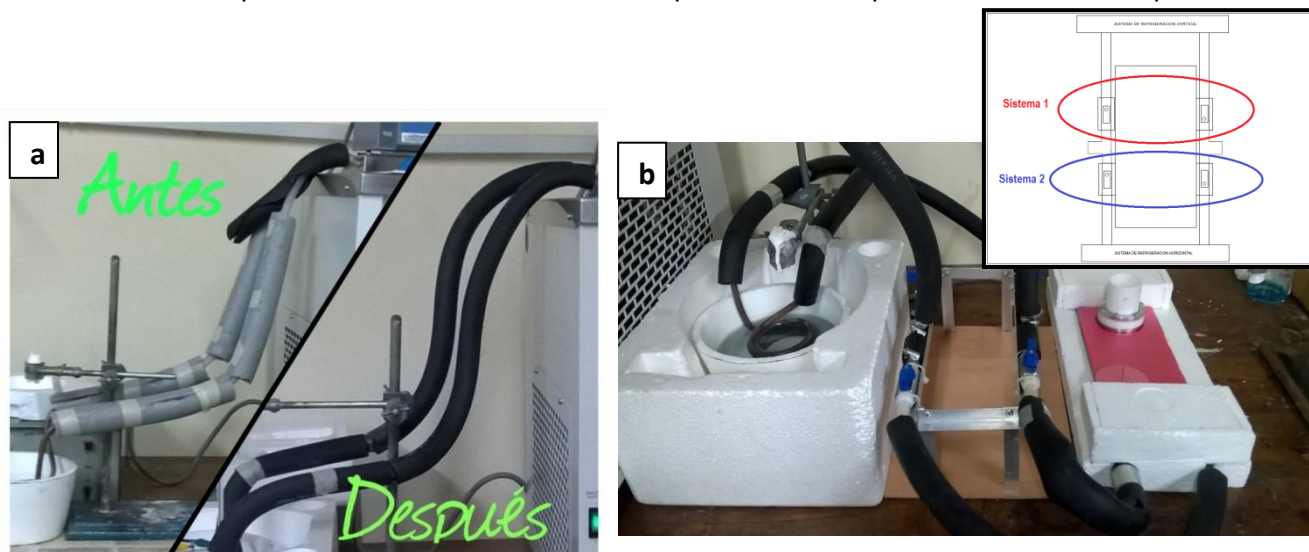 a
Antes
Después
b
SISTEMA DE REFRIGERACION VERTICAL
Sistema 1
Sistema 2
SISTEMA DE REFRIGERACION HORIZONTAL